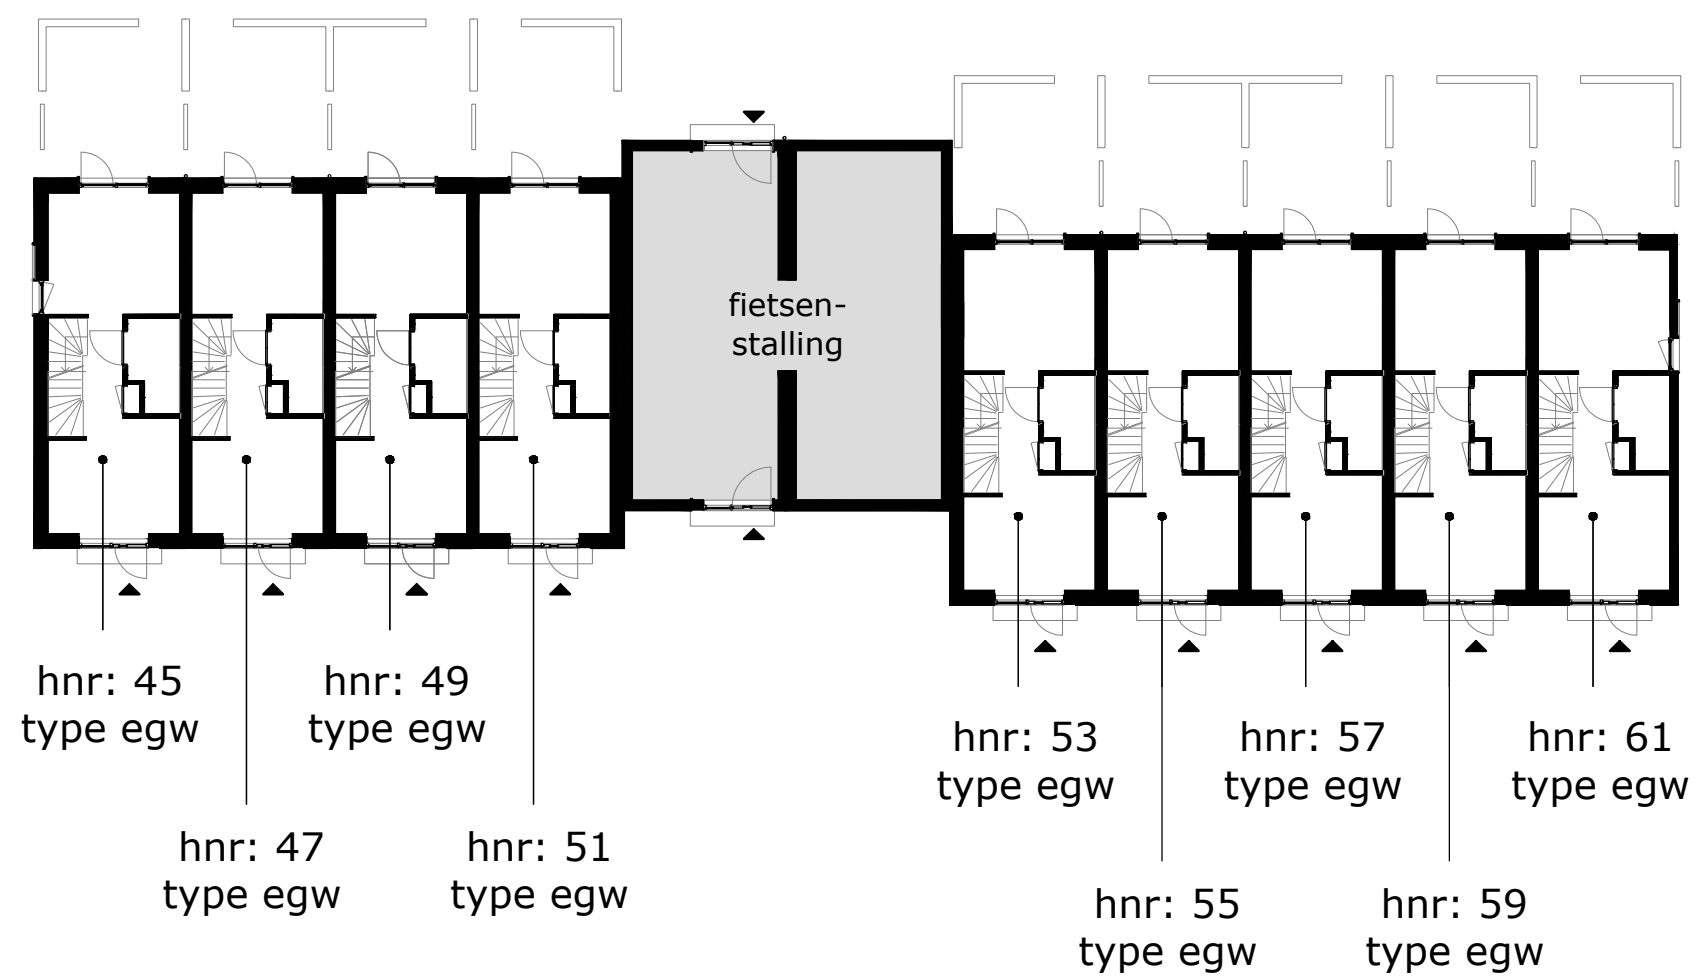 fietsen-
stalling
hnr: 45
type egw
hnr: 49
type egw
hnr: 47
type egw
hnr: 51
type egw
hnr: 53
type egw
hnr: 57
type egw
hnr: 61
type egw
hnr: 55
type egw
hnr: 59
type egw